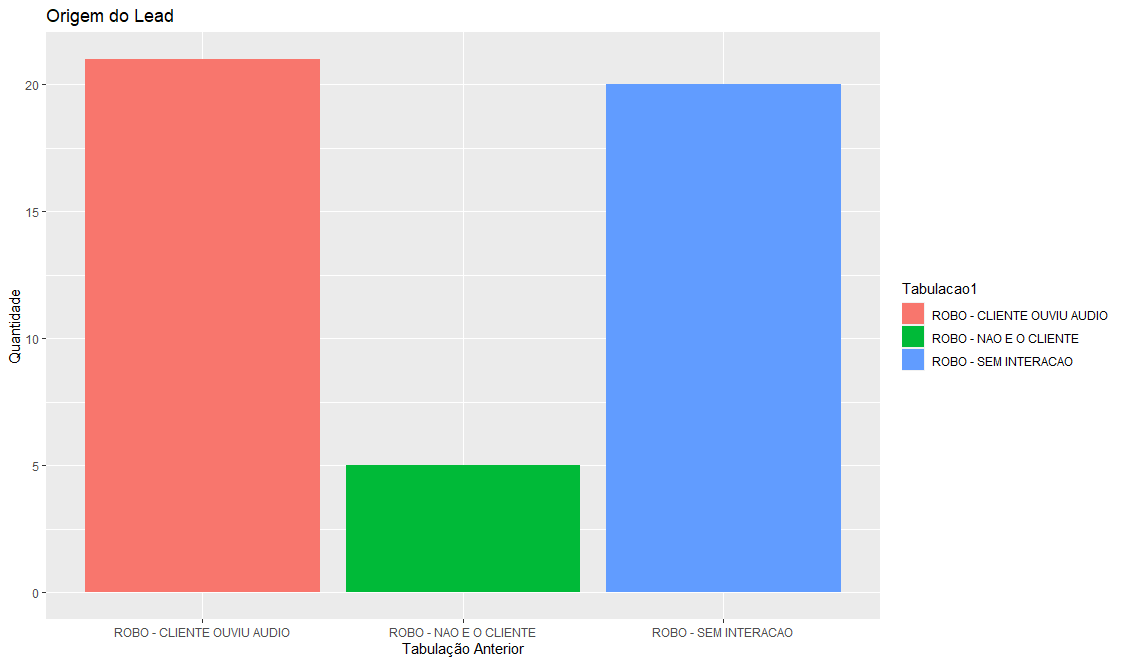 Origem do Lead
Quantidade
20
15
10
5
0
ROBO - CLIENTE OUVIU AUDIO
ROBO - NAO E O CLIENTE
ROBO - SEM INTERACAO
Tabulação Anterior
Tabulacao1
ROBO - CLIENTE OUVIU AUDIO
ROBO - NAO E O CLIENTE
ROBO - SEM INTERACAO